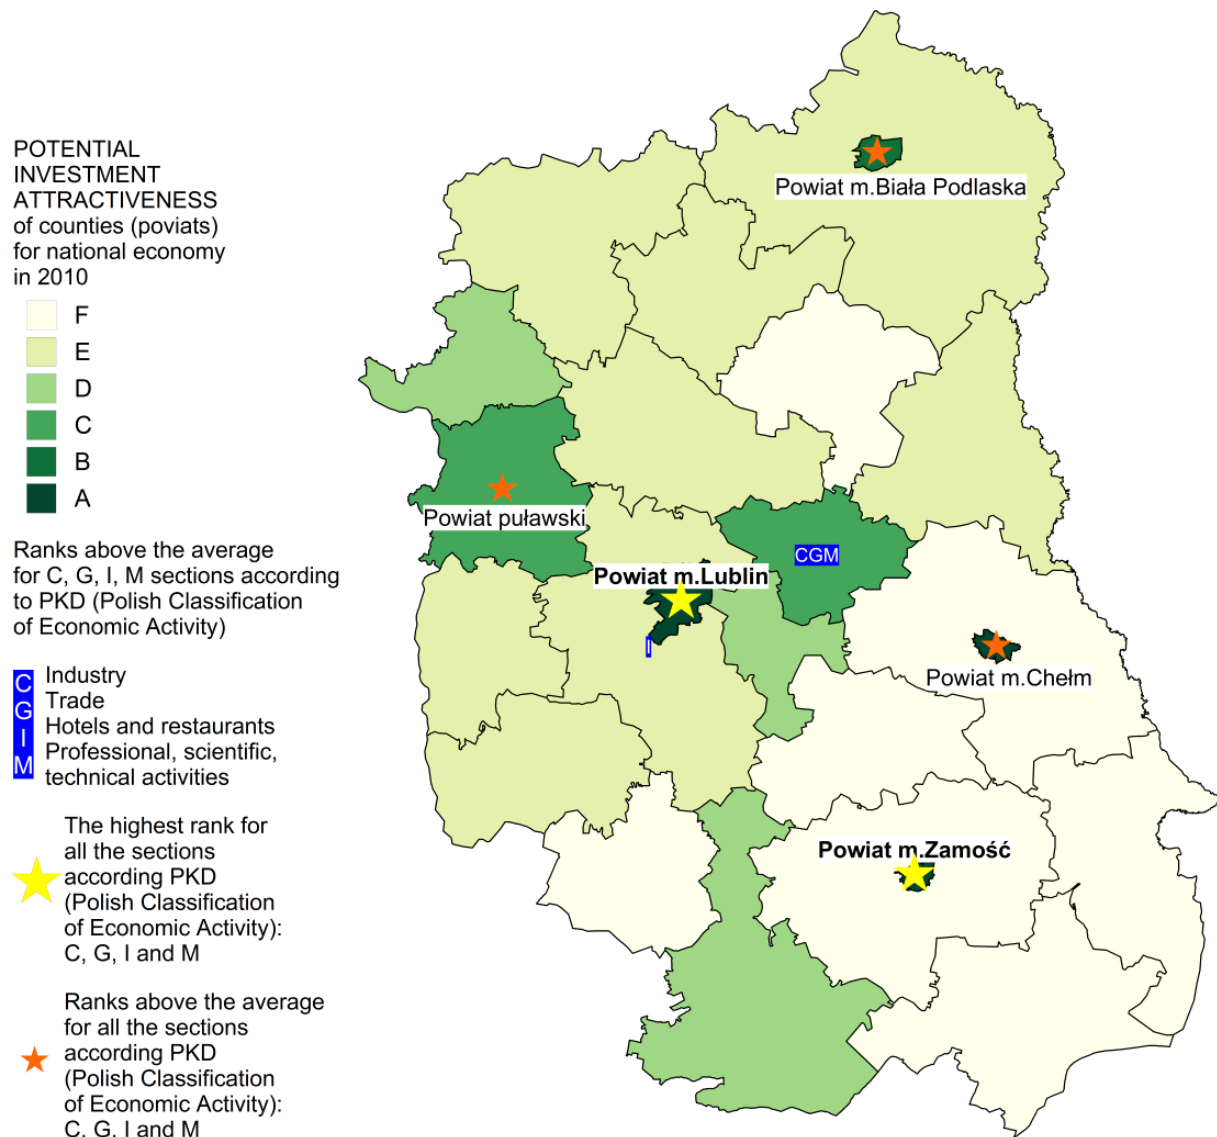 POTENTIAL
INVESTMENT
ATTRACTIVENESS
of counties (poviats)
for national economy
in 2010
F
E
D
C
B
A
Ranks above the average
for C, G, I, M sections according
to PKD (Polish Classification
of Economic Activity)
C Industry
G Trade
I Hotels and restaurants
M Professional, scientific,
technical activities
The highest rank for
all the sections
according PKD
(Polish Classification
of Economic Activity):
C, G, I and M
Ranks above the average
for all the sections
according PKD
(Polish Classification
of Economic Activity):
C, G, I and M
Powiat m.Biała Podlaska
Powiat puławski
CGM
Powiat m.Lublin
I
Powiat m.Chełm
Powiat m.Zamość